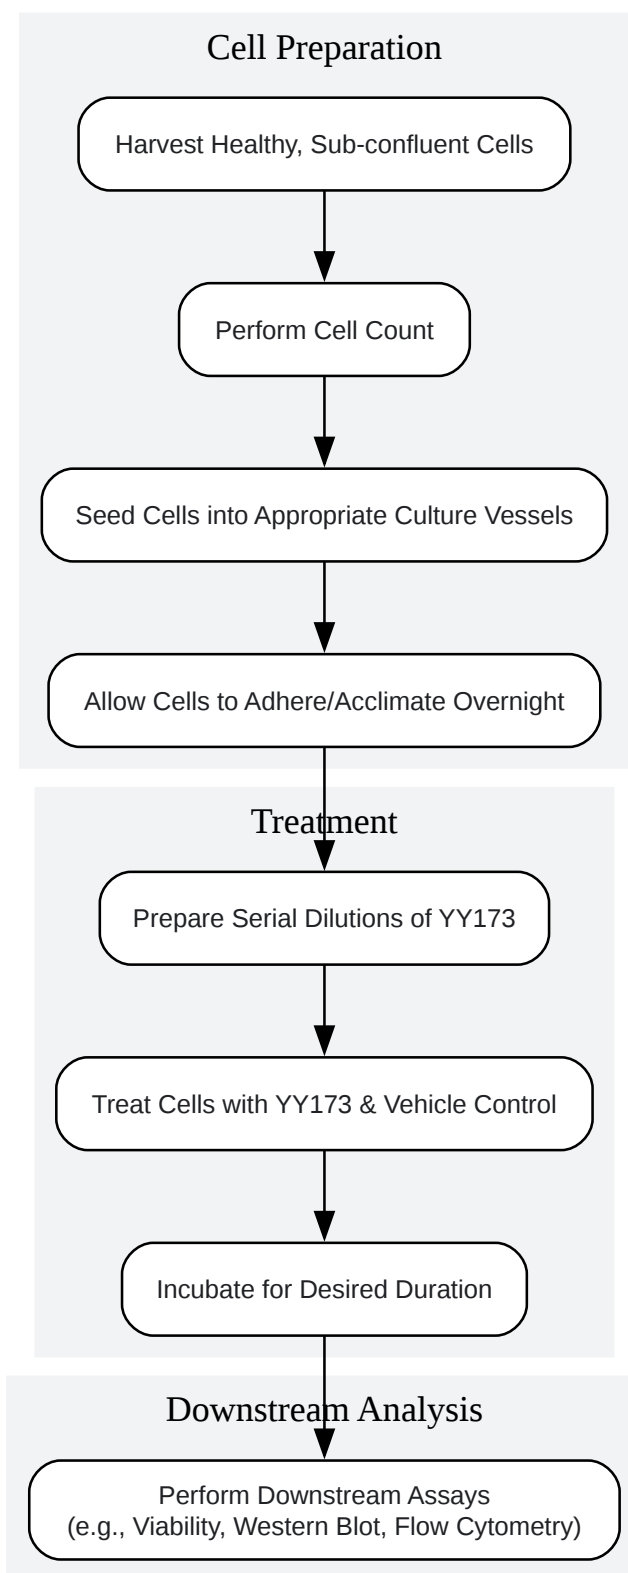 Cell Preparation
Harvest Healthy, Sub-confluent Cells
Perform Cell Count
Seed Cells into Appropriate Culture Vessels
Allow Cells to Adhere/Acclimate Overnight
Treatment
Prepare Serial Dilutions of YY173
Treat Cells with YY173 & Vehicle Control
Incubate for Desired Duration
Downstream Analysis
Perform Downstream Assays
(e.g., Viability, Western Blot, Flow Cytometry)